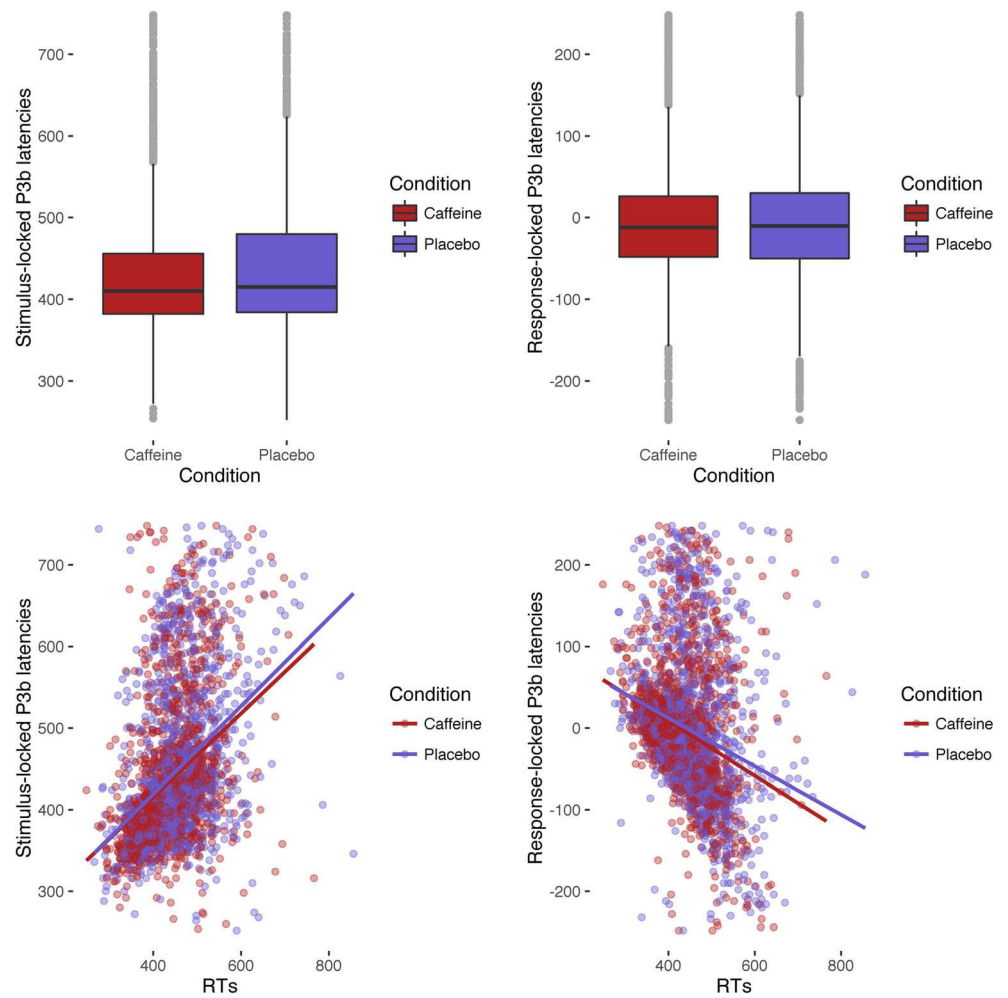 Stimulus-locked P3b latencies
700
600
500
400
300
Caffeine
Placebo
Condition
Condition
Caffeine
Placebo
Response-locked P3b latencies
200
100
0
-100
-200
Caffeine
Placebo
Condition
Condition
Caffeine
Placebo
Stimulus-locked P3b latencies
700
600
500
400
300
400
600
800
RTs
Condition
Caffeine
Placebo
Response-locked P3b latencies
200
100
0
-100
-200
400
600
800
RTs
Condition
Caffeine
Placebo